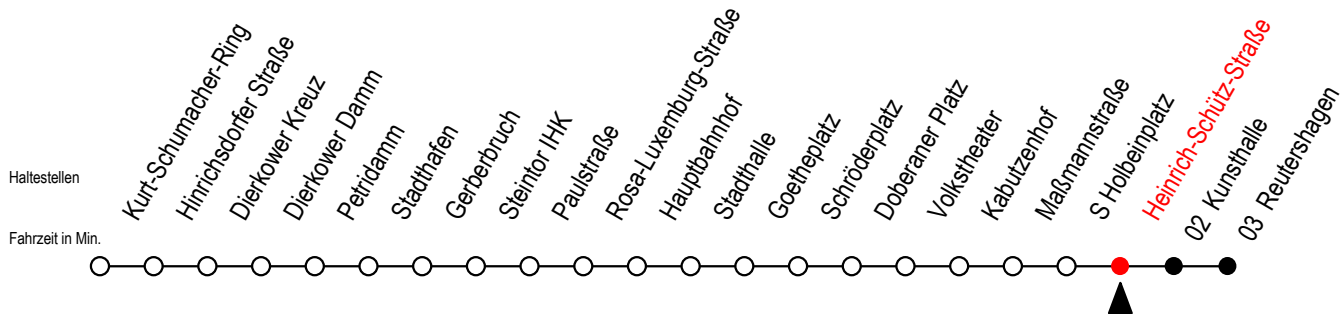 Haltestellen
Kurt-Schumacher-Ring
Hinrichsdorfer Straße
Dierkower Kreuz
Dierkower Damm
Petridamm
Stadthafen
Gerberbruch
Steintor IHK
Paulstraße
Rosa-Luxemburg-Straße
Hauptbahnhof
Stadthalle
Goetheplatz
Schröderplatz
Doberaner Platz
Volkstheater
Kabutzenhof
Maßmannstraße
S Holbeinplatz
Heinrich-Schütz-Straße
02 Kunsthalle
03 Reutershagen
Fahrzeit in Min.